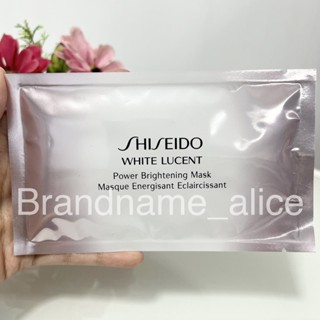 SHISEIDO
WHITE LUCENT
Power Brightening Mask
Masque Energisant Eclaircissant
Brandname_alice